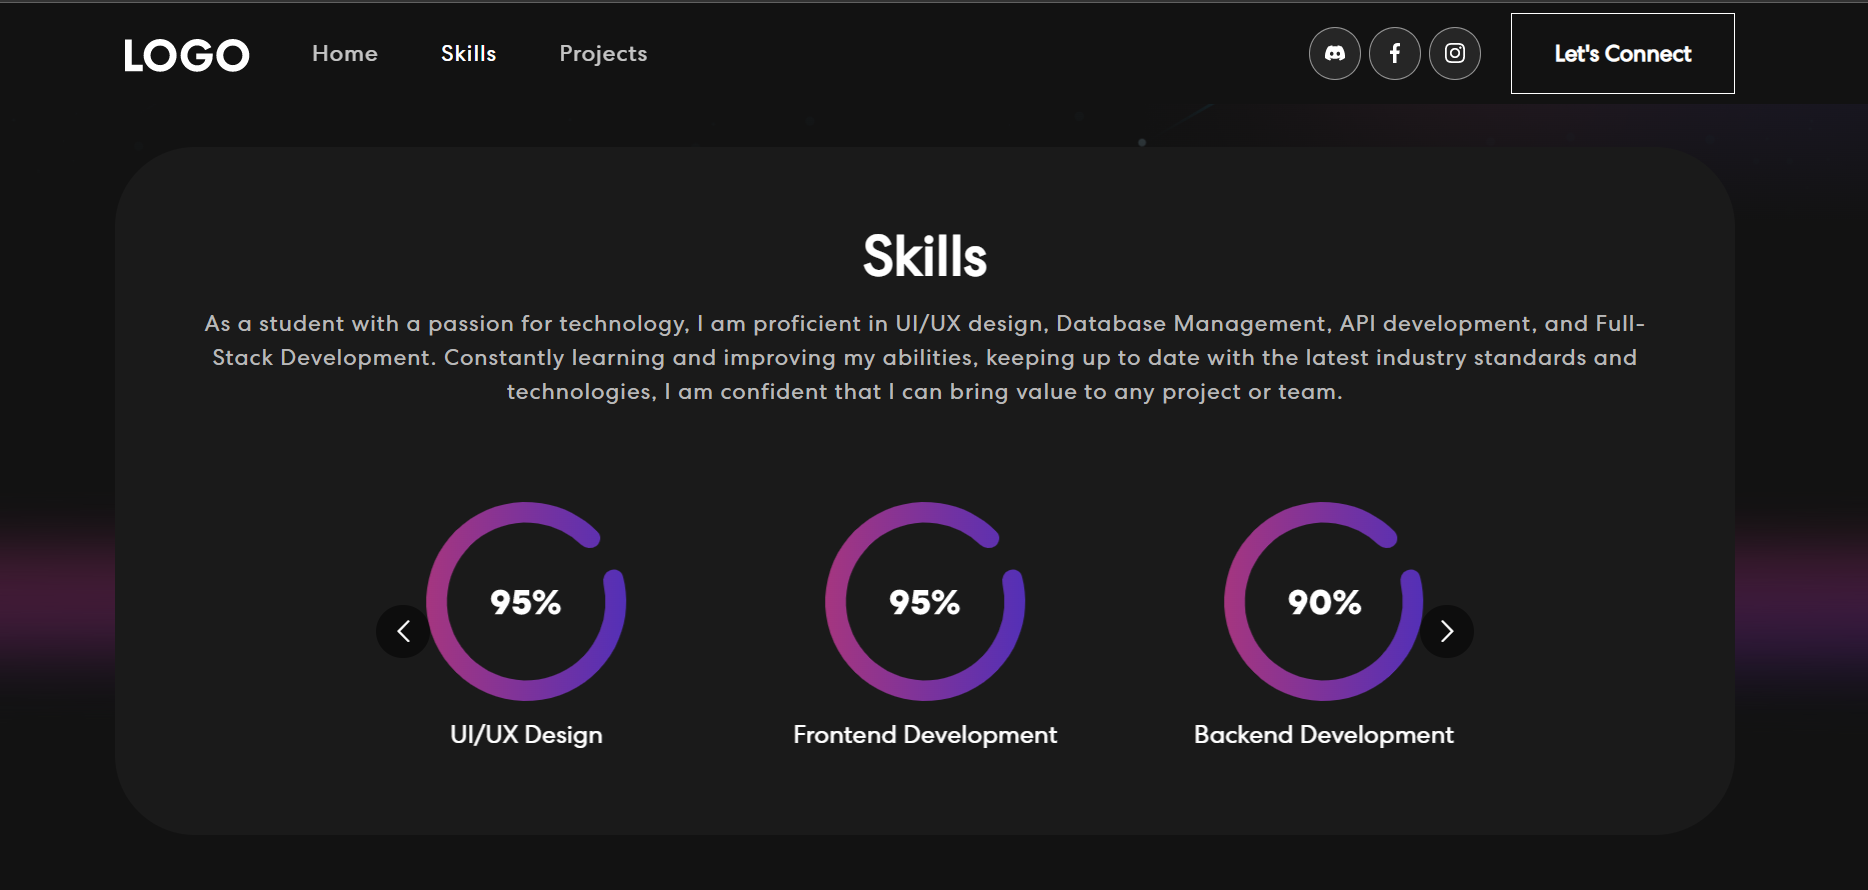 LOGO Home Skills Projects Let's Connect
Skills
As a student with a passion for technology, I am proficient in UI/UX design, Database Management, API development, and Full-
Stack Development. Constantly learning and improving my abilities, keeping up to date with the latest industry standards and
technologies, I am confident that I can bring value to any project or team.
95% 95% 90%
UI/UX Design Frontend Development Backend Development